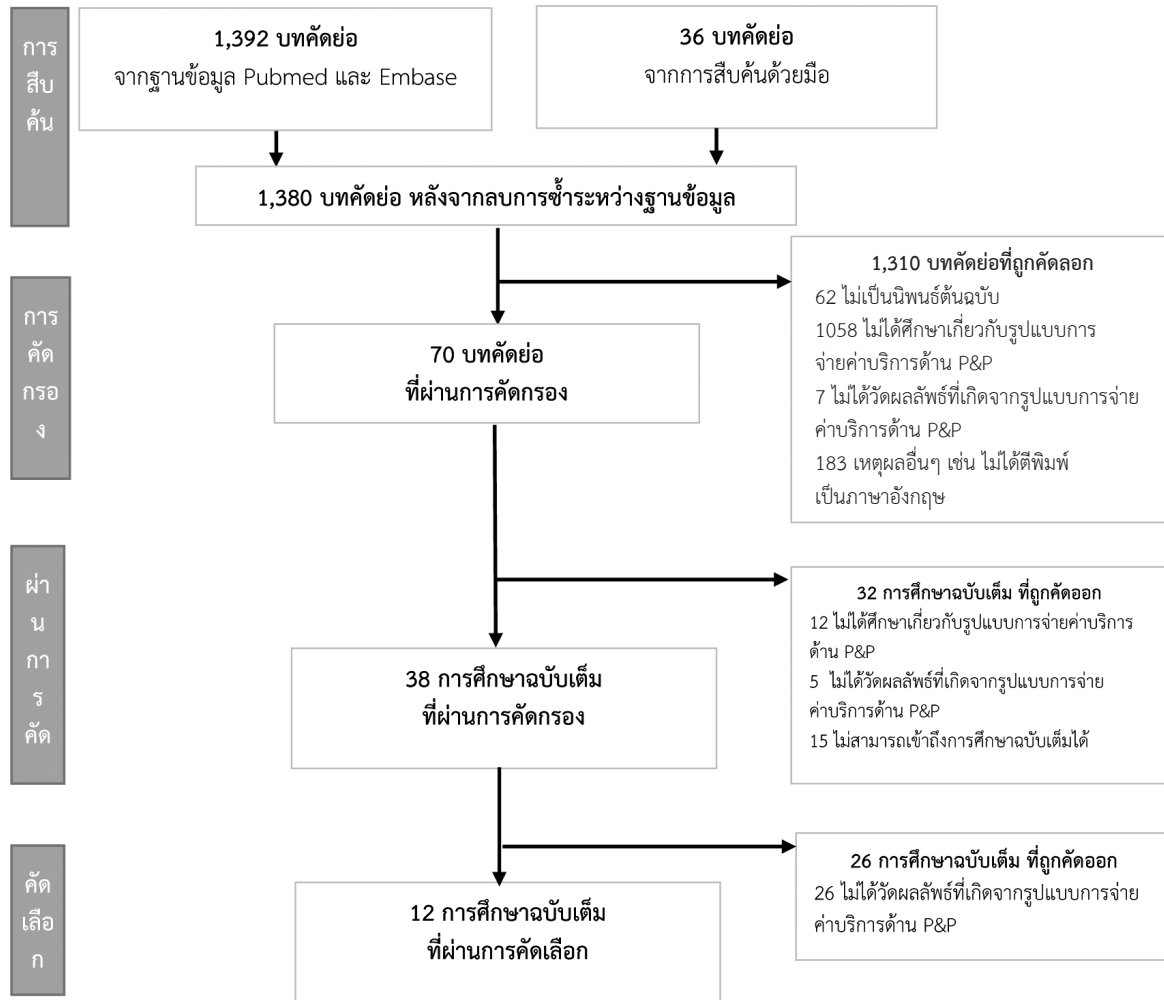 การ
สืบ
ค้น
1,392 บทคัดย่อ
จากฐานข้อมูล Pubmed และ Embase
36 บทคัดย่อ
จากการสืบค้นด้วยมือ
1,380 บทคัดย่อ หลังจากลบการซ้ำระหว่างฐานข้อมูล
การ
คัด
กรอ
ง
1,310 บทคัดย่อที่ถูกคัดลอก
62 ไม่เป็นนิพนธ์ต้นฉบับ
1058 ไม่ได้ศึกษาเกี่ยวกับรูปแบบการ
จ่ายค่าบริการด้าน P&P
7 ไม่ได้วัดผลลัพธ์ที่เกิดจากรูปแบบการจ่าย
ค่าบริการด้าน P&P
183 เหตุผลอื่นๆ เช่น ไม่ได้ตีพิมพ์
เป็นภาษาอังกฤษ
70 บทคัดย่อ
ที่ผ่านการคัดกรอง
ผ่า
น
กา
ร
คัด
32 การศึกษาฉบับเต็ม ที่ถูกคัดออก
12 ไม่ได้ศึกษาเกี่ยวกับรูปแบบการจ่ายค่าบริการ
ด้าน P&P
5 ไม่ได้วัดผลลัพธ์ที่เกิดจากรูปแบบการจ่าย
ค่าบริการด้าน P&P
15 ไม่สามารถเข้าถึงการศึกษาฉบับเต็มได้
38 การศึกษาฉบับเต็ม
ที่ผ่านการคัดกรอง
คัด
เลือ
ก
26 การศึกษาฉบับเต็ม ที่ถูกคัดออก
26 ไม่ได้วัดผลลัพธ์ที่เกิดจากรูปแบบการจ่าย
ค่าบริการด้าน P&P
12 การศึกษาฉบับเต็ม
ที่ผ่านการคัดเลือก